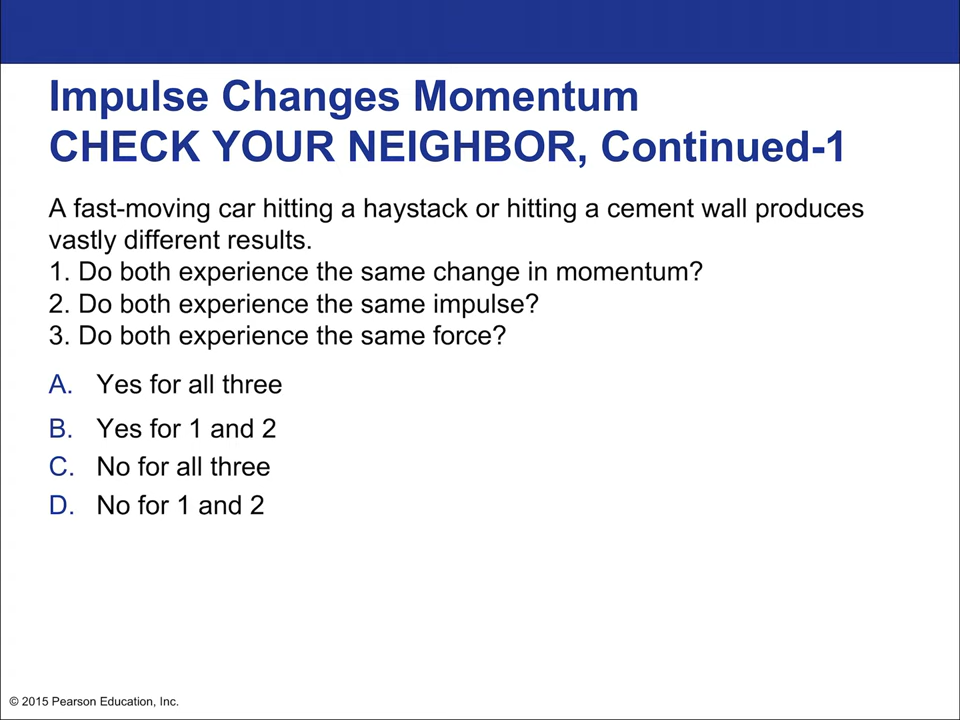 Impulse Changes Momentum
CHECK YOUR NEIGHBOR, Continued-1
A fast-moving car hitting a haystack or hitting a cement wall produces
vastly different results.
1. Do both experience the same change in momentum?
2. Do both experience the same impulse?
3. Do both experience the same force?
A. Yes for all three
B. Yes for 1 and 2
C. No for all three
D. No for 1 and 2
© 2015 Pearson Education, Inc.